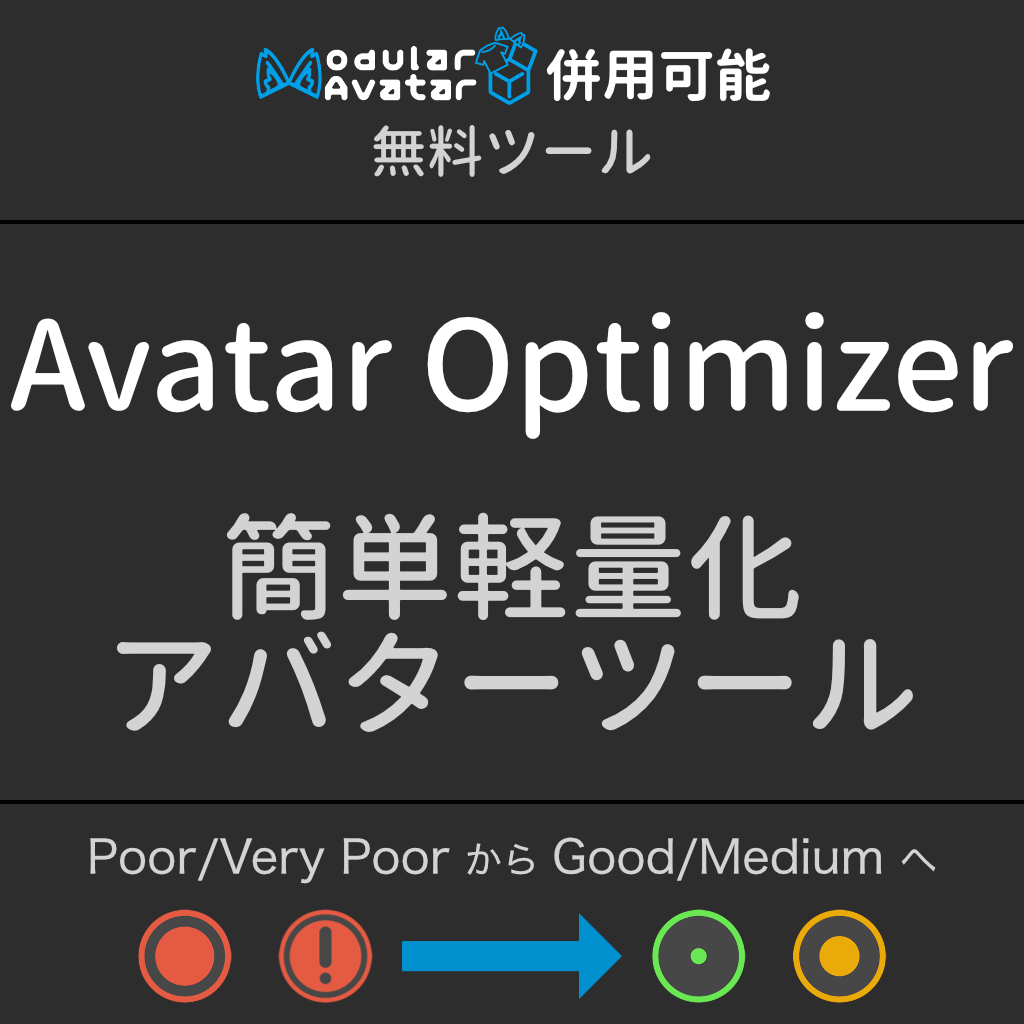 Modular Avatar 併用可能
無料ツール
Avatar Optimizer
簡単軽量化
アバターツール
Poor/Very Poor から Good/Medium へ